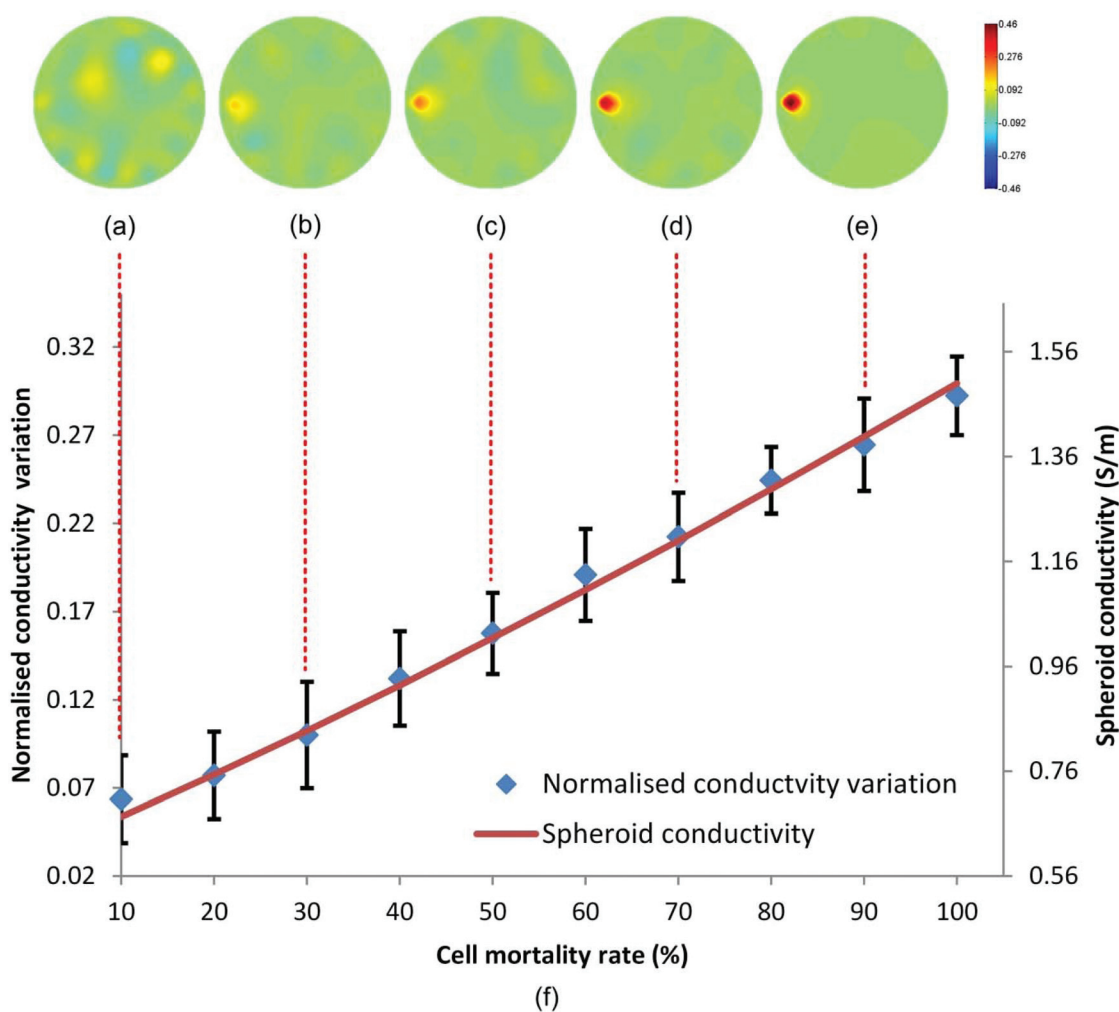 0.46
0.276
0.092
-0.092
-0.276
-0.46
(a) (b) (c) (d) (e)
Normalised conductivity variation
0.32
0.27
0.22
0.17
0.12
0.07
0.02
1.56
1.36
1.16
0.96
0.76
0.56
Spheroid conductivity (S/m)
Normalised conductvity variation
Spheroid conductivity
10 20 30 40 50 60 70 80 90 100
Cell mortality rate (%)
(f)